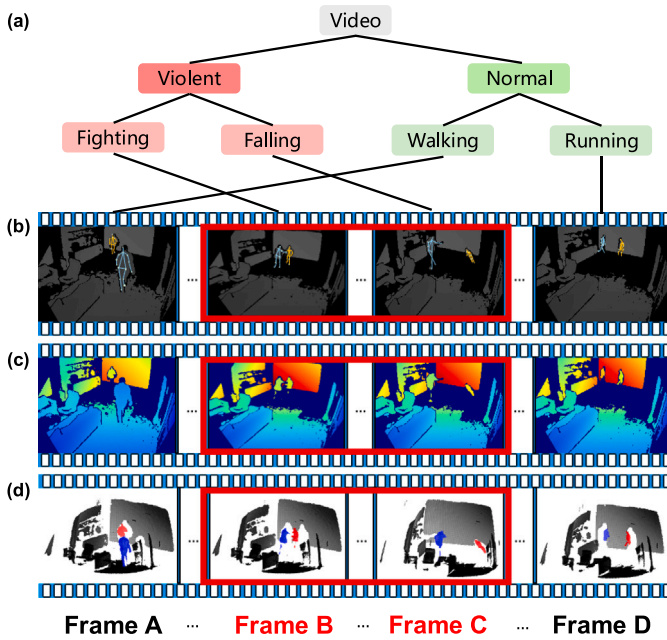 (a)
Video
Violent Normal
Fighting Falling Walking Running
(b)
... ... ...
(c)
... ... ...
(d)
... ... ...
Frame A ... Frame B ... Frame C ... Frame D